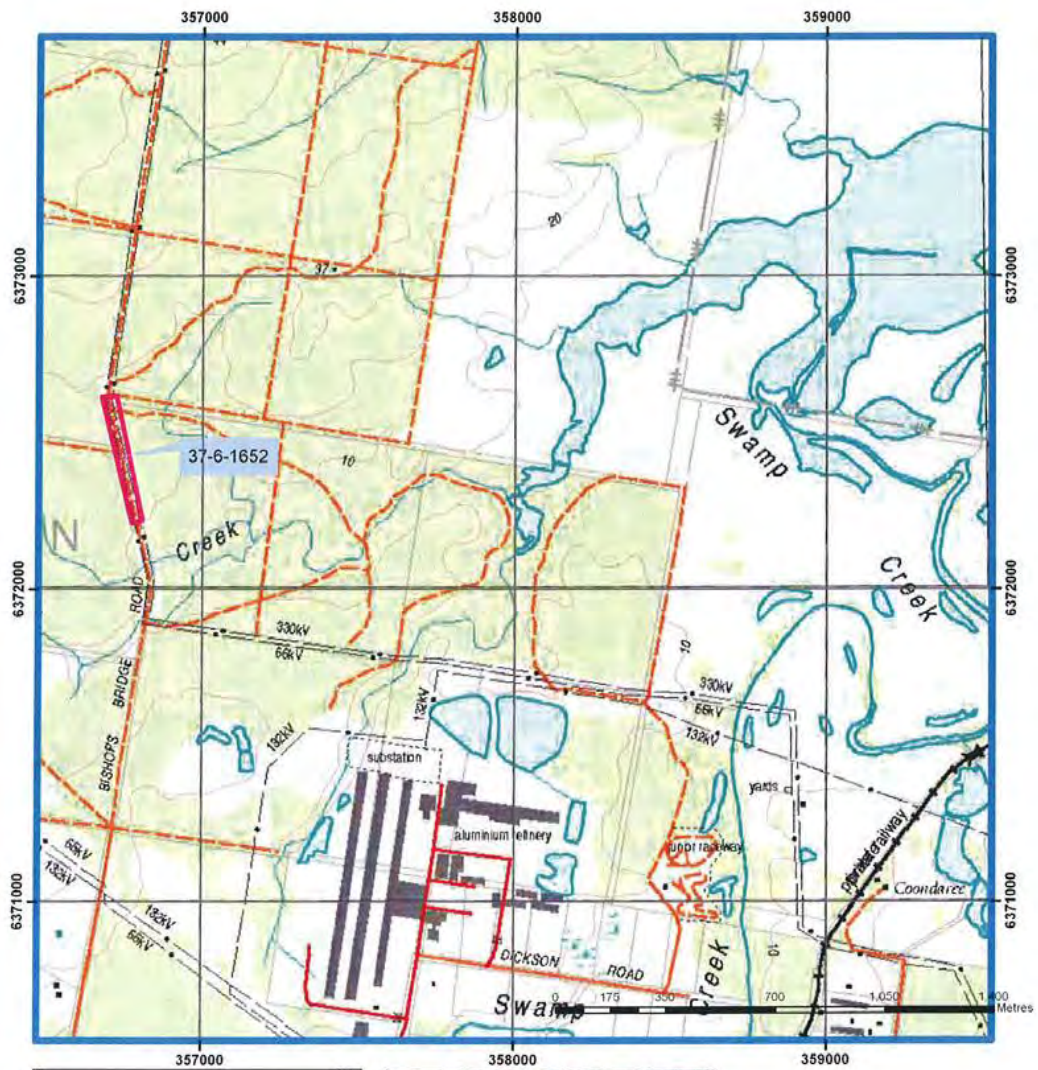 357000
358000
359000
20
37
6373000
6373000
37-6-1652
10
Swamp
Creek
Creek
N
6372000
6372000
ROAD
BRIDGE
BISHOPS
330kV
66kV
10
330kV
66kV
132kV
132kV
132kV
substation
yards
aluminium refinery
private railway
Coondaree
66kV
132kV
132kV
66kV
6371000
6371000
DICKSON
ROAD
10
Creek
Swamp
0
175
350
700
1,050
1,400
Metres
357000
358000
359000